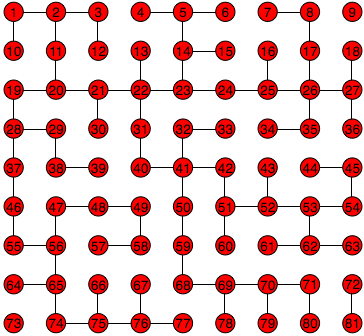 1 2 3 4 5 6 7 8 9
10 11 12 13 14 15 16 17 18
19 20 21 22 23 24 25 26 27
28 29 30 31 32 33 34 35 36
37 38 39 40 41 42 43 44 45
46 47 48 49 50 51 52 53 54
55 56 57 58 59 60 61 62 63
64 65 66 67 68 69 70 71 72
73 74 75 76 77 78 79 80 81